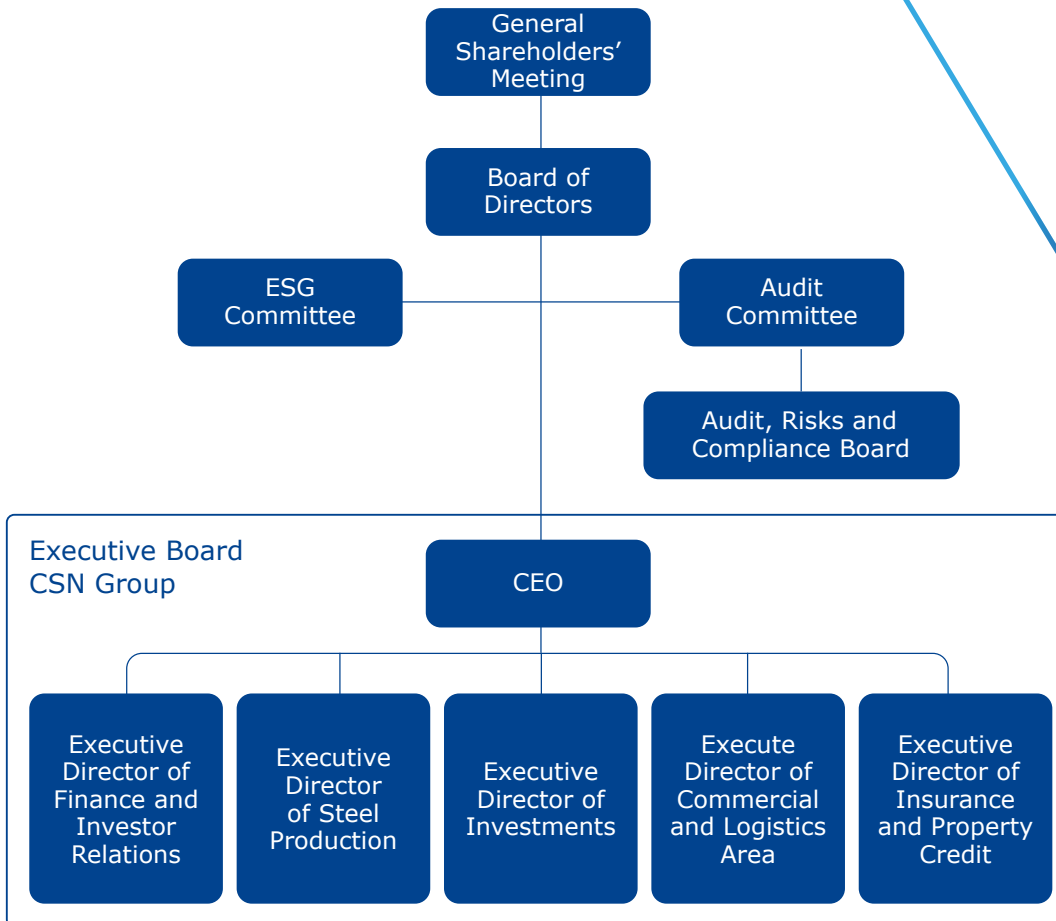 General
Shareholders’
Meeting
Board of
Directors
ESG
Committee
Audit
Committee
Audit, Risks and
Compliance Board
Executive Board
CSN Group
CEO
Executive
Director of
Finance and
Investor
Relations
Executive
Director
of Steel
Production
Executive
Director of
Investments
Execute
Director of
Commercial
and Logistics
Area
Executive
Director of
Insurance
and Property
Credit